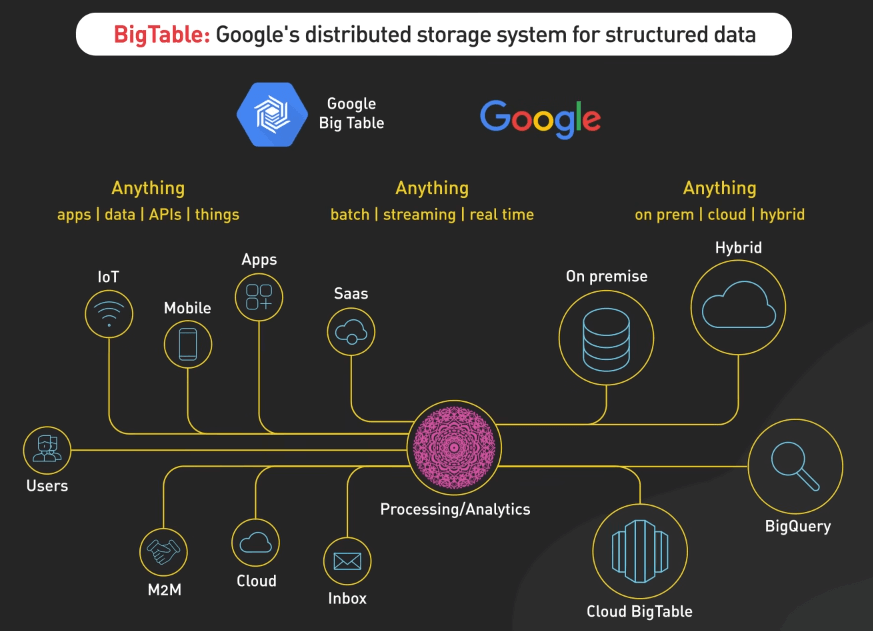 BigTable: Google's distributed storage system for structured data
Google
Big Table
Google
Anything
apps | data | APIs | things
Anything
batch | streaming | real time
Anything
on prem | cloud | hybrid
IoT
Mobile
Apps
Saas
On premise
Hybrid
Users
Processing/Analytics
M2M
Cloud
Inbox
Cloud BigTable
BigQuery